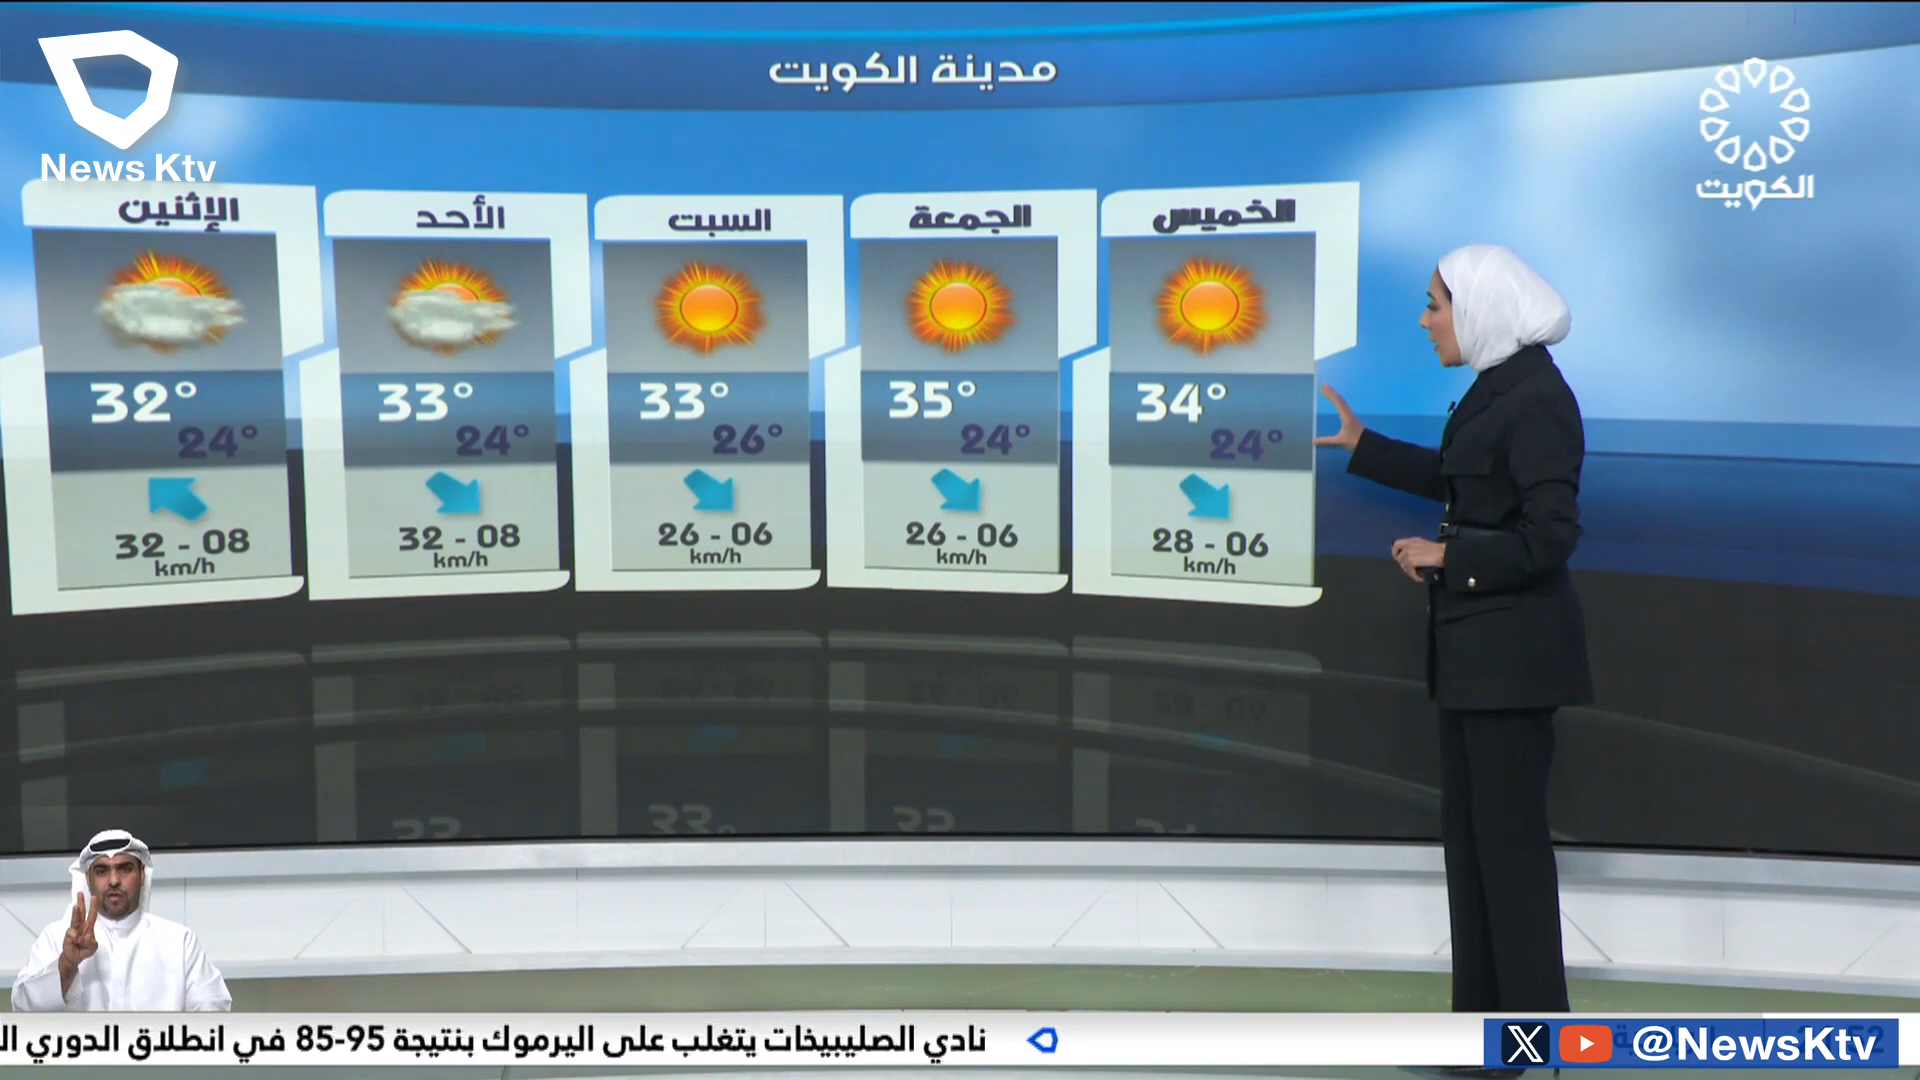 News Ktv
مدينة الكويت
الكويت
الخميس
34°
24°
28 - 06
km/h
الجمعة
35°
24°
26 - 06
km/h
السبت
33°
26°
26 - 06
km/h
الأحد
33°
24°
32 - 08
km/h
الإثنين
32°
24°
32 - 08
km/h
نادي الصليبيخات يتغلب على اليرموك بنتيجة 95-85 في انطلاق الدوري
@NewsKtv